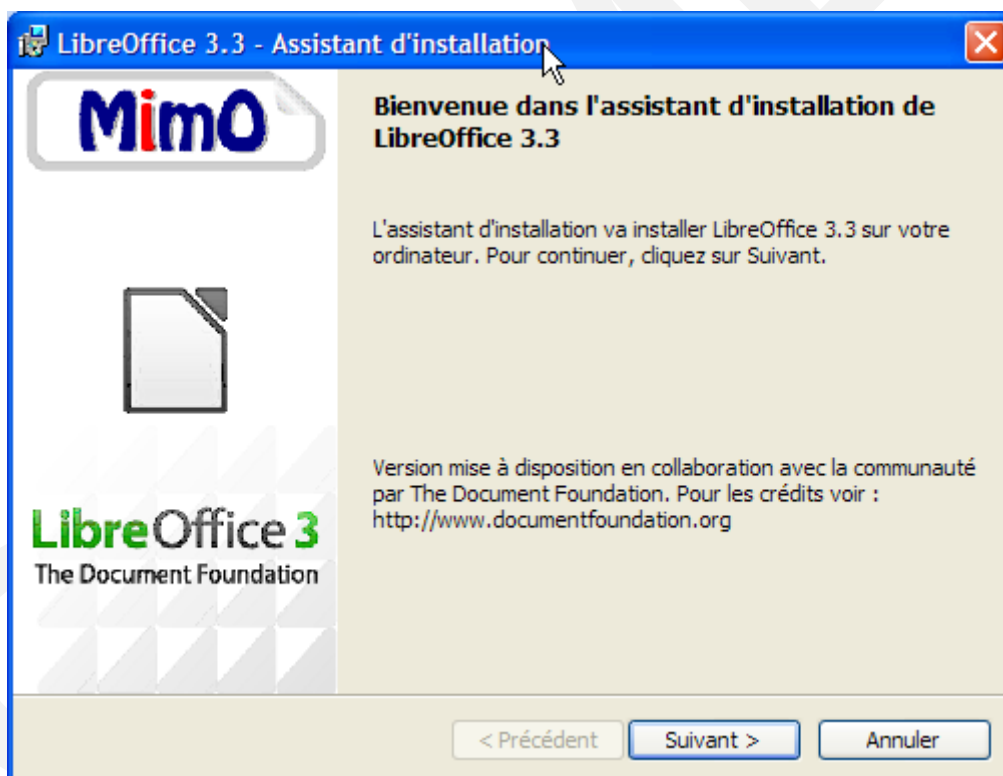 LibreOffice 3.3 - Assistant d'installation
MimO
Bienvenue dans l'assistant d'installation de
LibreOffice 3.3
L'assistant d'installation va installer LibreOffice 3.3 sur votre
ordinateur. Pour continuer, cliquez sur Suivant.
Version mise à disposition en collaboration avec la communauté
par The Document Foundation. Pour les crédits voir :
http://www.documentfoundation.org
LibreOffice 3
The Document Foundation
< Précédent Suivant > Annuler